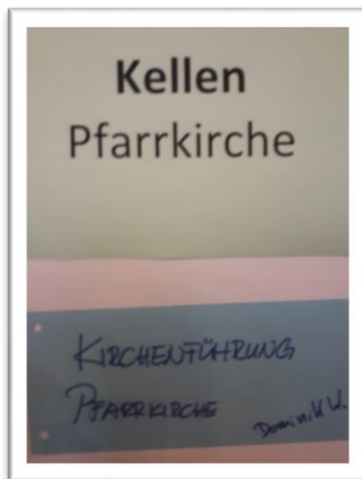 Kellen
Pfarrkirche
KIRCHENFÜHRUNG
PFARRKIRCHE
Dominik W.